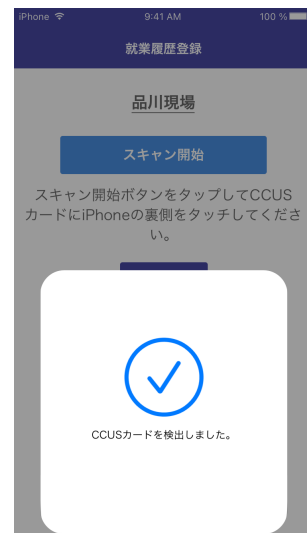 iPhone 9:41 AM 100 %
就業履歴登録
品川現場
スキャン開始
スキャン開始ボタンをタップしてCCUS
カードにiPhoneの裏側をタッチしてくださ
い。
CCUSカードを検出しました。